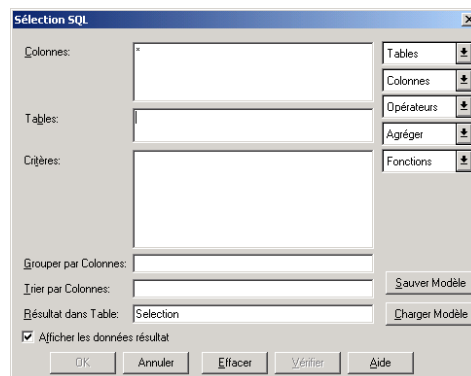 Sélection SQL
Colonnes:
*
Tables
Colonnes
Opérateurs
Tables:
Agréger
Critères:
Fonctions
Grouper par Colonnes:
Trier par Colonnes:
Sauver Modèle
Résultat dans Table: Selection
Charger Modèle
Afficher les données résultat
OK Annuler Effacer Vérifier Aide